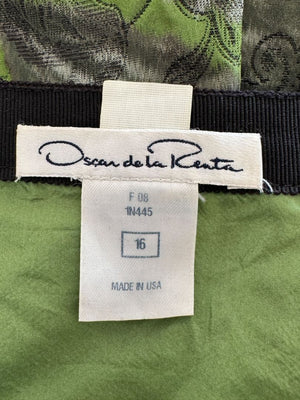 Oscar de la Renta
F 08
1N445
16
MADE IN USA